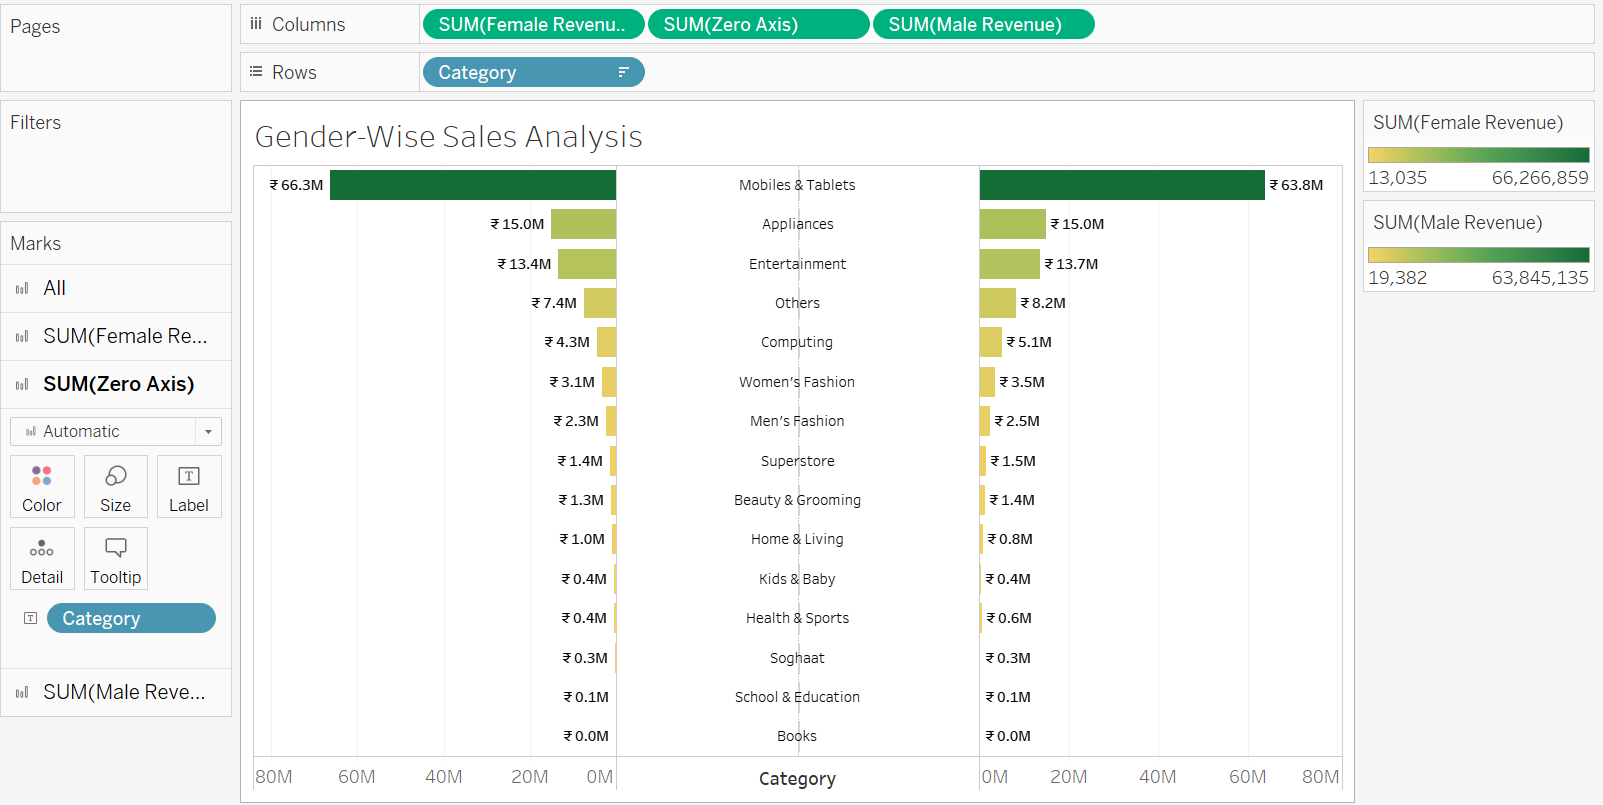 Pages
Columns
SUM(Female Revenu..
SUM(Zero Axis)
SUM(Male Revenue)
Rows
Category
Filters
Marks
All
SUM(Female Re...
SUM(Zero Axis)
Automatic
Color
Size
Label
Detail
Tooltip
Category
SUM(Male Reve...
Gender-Wise Sales Analysis
₹ 66.3M Mobiles & Tablets ₹ 63.8M
₹ 15.0M Appliances ₹ 15.0M
₹ 13.4M Entertainment ₹ 13.7M
₹ 7.4M Others ₹ 8.2M
₹ 4.3M Computing ₹ 5.1M
₹ 3.1M Women's Fashion ₹ 3.5M
₹ 2.3M Men's Fashion ₹ 2.5M
₹ 1.4M Superstore ₹ 1.5M
₹ 1.3M Beauty & Grooming ₹ 1.4M
₹ 1.0M Home & Living ₹ 0.8M
₹ 0.4M Kids & Baby ₹ 0.4M
₹ 0.4M Health & Sports ₹ 0.6M
₹ 0.3M Soghaat ₹ 0.3M
₹ 0.1M School & Education ₹ 0.1M
₹ 0.0M Books ₹ 0.0M
80M 60M 40M 20M 0M Category 0M 20M 40M 60M 80M
SUM(Female Revenue)
13,035 66,266,859
SUM(Male Revenue)
19,382 63,845,135